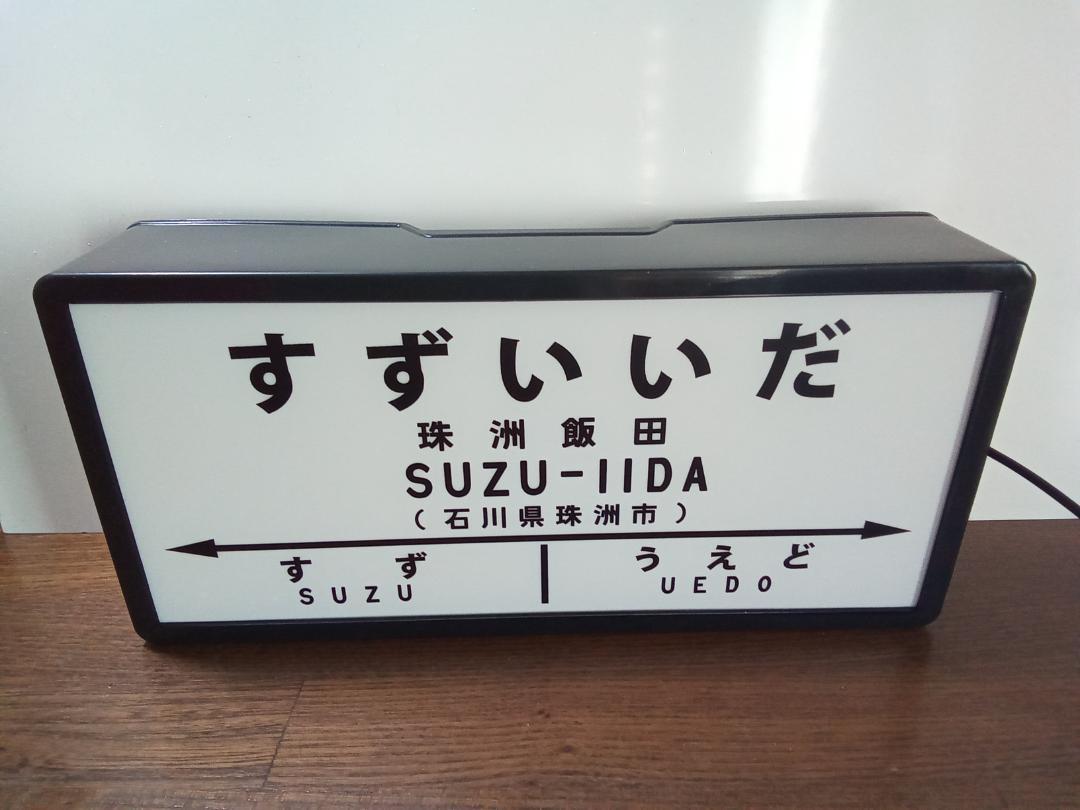 すずいいだ
珠洲飯田
SUZU-IIDA
(石川県珠洲市)
すず うえど
SUZU UEDO